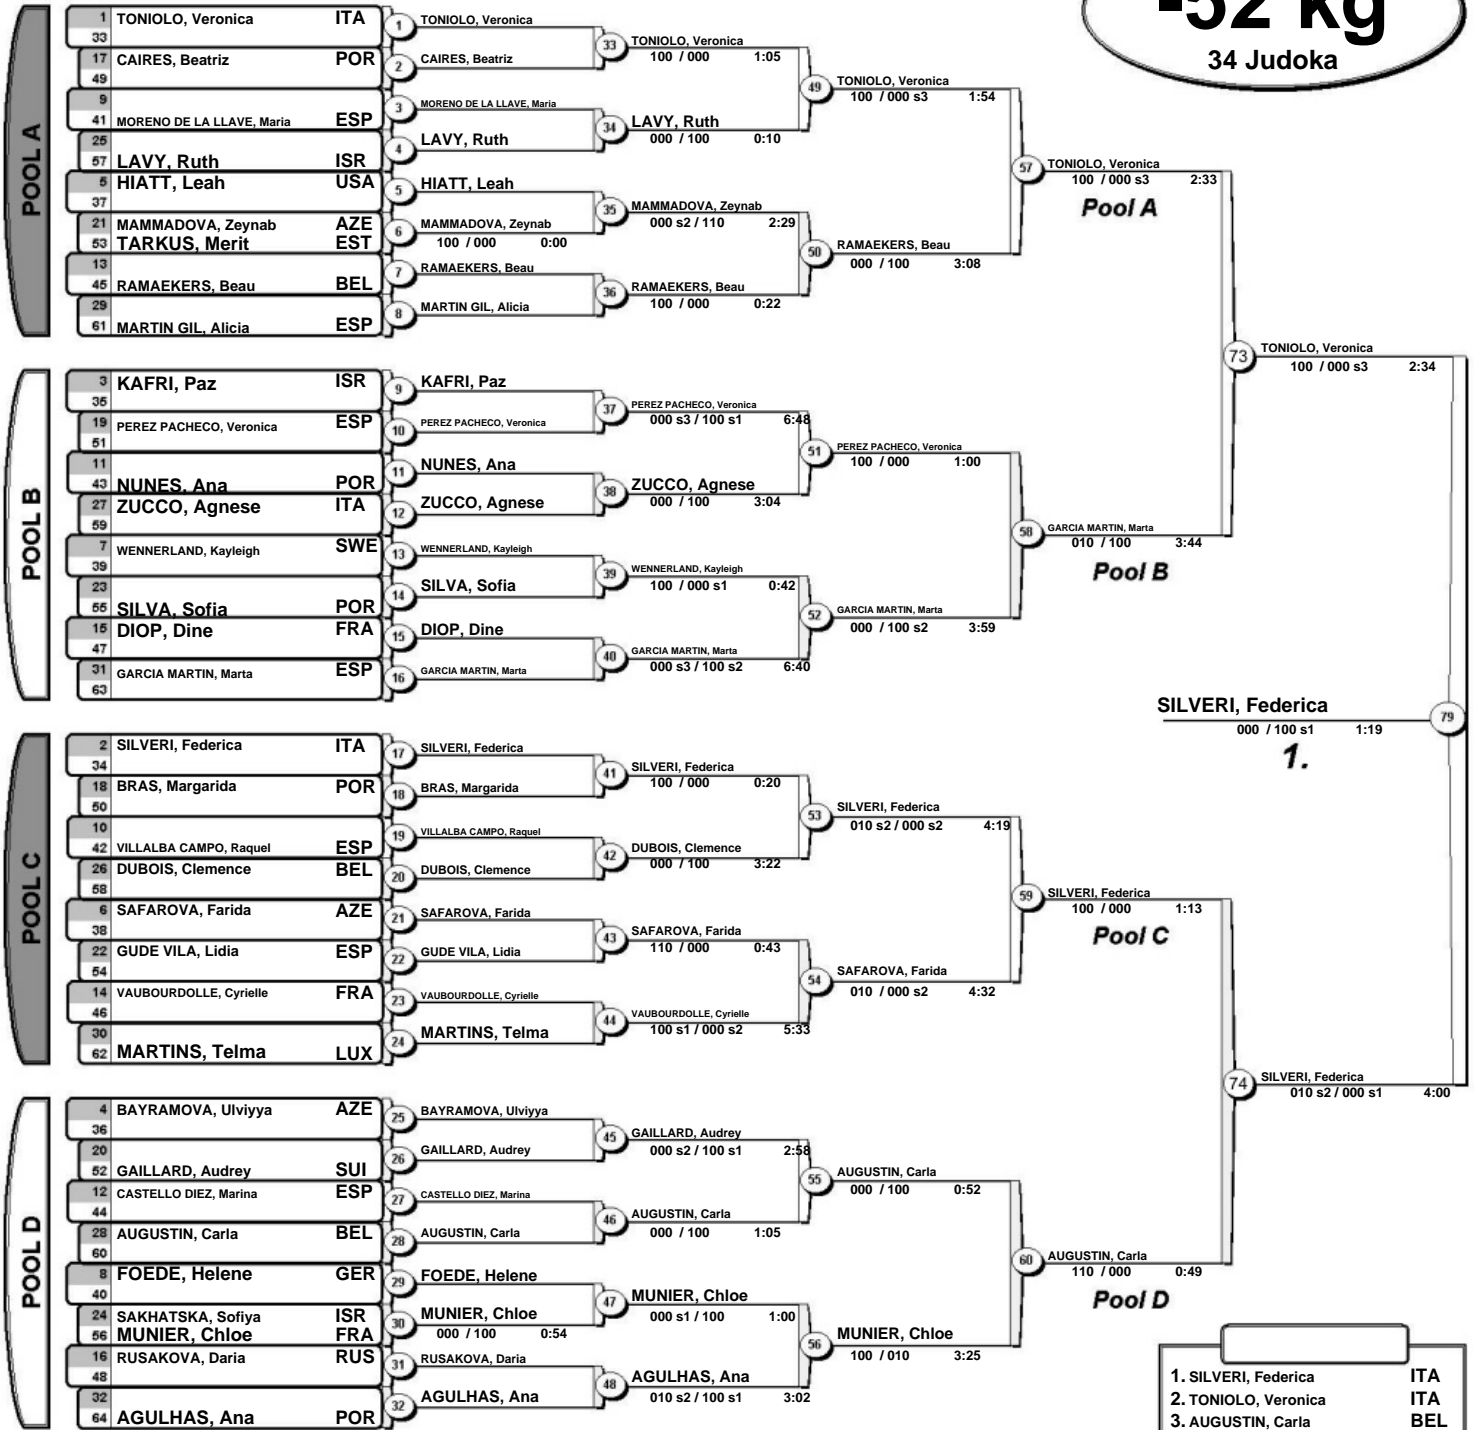 -52 kg
34 Judoka
POOL A
1 TONIOLO, Veronica ITA
33
17 CAIRES, Beatriz POR
49
9
41 MORENO DE LA LLAVE, Maria ESP
25
57 LAVY, Ruth ISR
5 HIATT, Leah USA
37
21 MAMMADOVA, Zeynab AZE
53 TARKUS, Merit EST
13
45 RAMAEKERS, Beau BEL
29
61 MARTIN GIL, Alicia ESP
1 TONIOLO, Veronica
2 CAIRES, Beatriz
3 MORENO DE LA LLAVE, Maria
4 LAVY, Ruth
5 HIATT, Leah
6 MAMMADOVA, Zeynab
100 / 000 0:00
7 RAMAEKERS, Beau
8 MARTIN GIL, Alicia
33 TONIOLO, Veronica
100 / 000 1:05
34 LAVY, Ruth
000 / 100 0:10
35 MAMMADOVA, Zeynab
000 s2 / 110 2:29
36 RAMAEKERS, Beau
100 / 000 0:22
49 TONIOLO, Veronica
100 / 000 s3 1:54
50 RAMAEKERS, Beau
000 / 100 3:08
57 TONIOLO, Veronica
100 / 000 s3 2:33
Pool A
POOL B
3 KAFRI, Paz ISR
35
19 PEREZ PACHECO, Veronica ESP
51
11
43 NUNES, Ana POR
27 ZUCCO, Agnese ITA
59
7 WENNERLAND, Kayleigh SWE
39
23
55 SILVA, Sofia POR
15 DIOP, Dine FRA
47
31 GARCIA MARTIN, Marta ESP
63
9 KAFRI, Paz
10 PEREZ PACHECO, Veronica
11 NUNES, Ana
12 ZUCCO, Agnese
13 WENNERLAND, Kayleigh
14 SILVA, Sofia
15 DIOP, Dine
16 GARCIA MARTIN, Marta
37 PEREZ PACHECO, Veronica
000 s3 / 100 s1 6:48
38 ZUCCO, Agnese
000 / 100 3:04
39 WENNERLAND, Kayleigh
100 / 000 s1 0:42
40 GARCIA MARTIN, Marta
000 s3 / 100 s2 6:40
51 PEREZ PACHECO, Veronica
100 / 000 1:00
52 GARCIA MARTIN, Marta
000 / 100 s2 3:59
58 GARCIA MARTIN, Marta
010 / 100 3:44
Pool B
73 TONIOLO, Veronica
100 / 000 s3 2:34
SILVERI, Federica 79
000 / 100 s1 1:19
1.
POOL C
2 SILVERI, Federica ITA
34
18 BRAS, Margarida POR
50
10
42 VILLALBA CAMPO, Raquel ESP
26 DUBOIS, Clemence BEL
58
6 SAFAROVA, Farida AZE
38
22 GUDE VILA, Lidia ESP
54
14 VAUBOURDOLLE, Cyrielle FRA
46
30
62 MARTINS, Telma LUX
17 SILVERI, Federica
18 BRAS, Margarida
19 VILLALBA CAMPO, Raquel
20 DUBOIS, Clemence
21 SAFAROVA, Farida
22 GUDE VILA, Lidia
23 VAUBOURDOLLE, Cyrielle
24 MARTINS, Telma
41 SILVERI, Federica
100 / 000 0:20
42 DUBOIS, Clemence
000 / 100 3:22
43 SAFAROVA, Farida
110 / 000 0:43
44 VAUBOURDOLLE, Cyrielle
100 s1 / 000 s2 5:33
53 SILVERI, Federica
010 s2 / 000 s2 4:19
54 SAFAROVA, Farida
010 / 000 s2 4:32
59 SILVERI, Federica
100 / 000 1:13
Pool C
POOL D
4 BAYRAMOVA, Ulviyya AZE
36
20
52 GAILLARD, Audrey SUI
12 CASTELLO DIEZ, Marina ESP
44
28 AUGUSTIN, Carla BEL
60
8 FOEDE, Helene GER
40
24 SAKHATSKA, Sofiya ISR
56 MUNIER, Chloe FRA
16 RUSAKOVA, Daria RUS
48
32
64 AGULHAS, Ana POR
25 BAYRAMOVA, Ulviyya
26 GAILLARD, Audrey
27 CASTELLO DIEZ, Marina
28 AUGUSTIN, Carla
29 FOEDE, Helene
30 MUNIER, Chloe
000 / 100 0:54
31 RUSAKOVA, Daria
32 AGULHAS, Ana
45 GAILLARD, Audrey
000 s2 / 100 s1 2:58
46 AUGUSTIN, Carla
000 / 100 1:05
47 MUNIER, Chloe
000 s1 / 100 1:00
48 AGULHAS, Ana
010 s2 / 100 s1 3:02
55 AUGUSTIN, Carla
000 / 100 0:52
56 MUNIER, Chloe
100 / 010 3:25
60 AUGUSTIN, Carla
110 / 000 0:49
Pool D
74 SILVERI, Federica
010 s2 / 000 s1 4:00
1. SILVERI, Federica ITA
2. TONIOLO, Veronica ITA
3. AUGUSTIN, Carla BEL